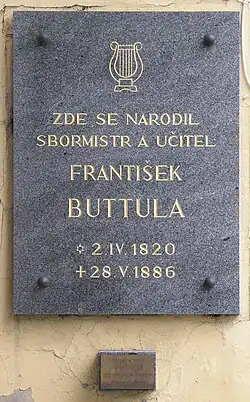 ZDE SE NARODIL
SBORMISTR A UČITEL
FRANTIŠEK
BUTTULA
✩ 2.IV.1820
+28.V.1886